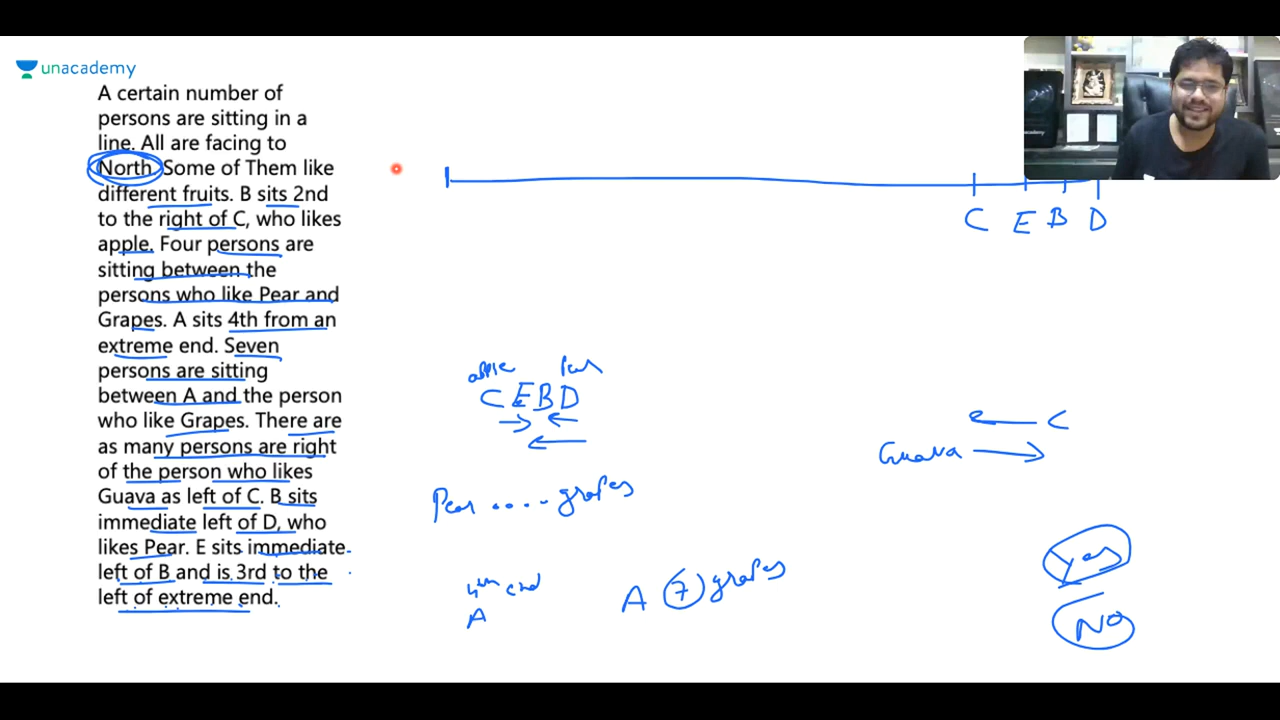 unacademy
A certain number of
persons are sitting in a
line. All are facing to
North. Some of Them like
different fruits. B sits 2nd
to the right of C, who likes
apple. Four persons are
sitting between the
persons who like Pear and
Grapes. A sits 4th from an
extreme end. Seven
persons are sitting
between A and the person
who like Grapes. There are
as many persons are right
of the person who likes
Guava as left of C. B sits
immediate left of D, who
likes Pear. E sits immediate
left of B and is 3rd to the
left of extreme end.
C E B D
apple Pear
C E B D
C
Guava
Pear .... grapes
4th end
A
A 7 grapes
Yes
No